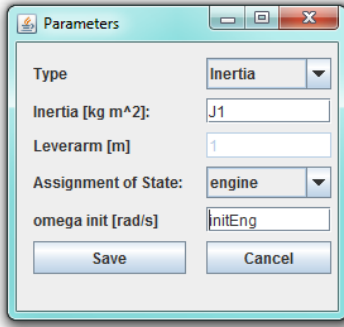 Parameters
Type Inertia
Inertia [kg m^2]: J1
Leverarm [m] 1
Assignment of State: engine
omega init [rad/s] initEng
Save Cancel